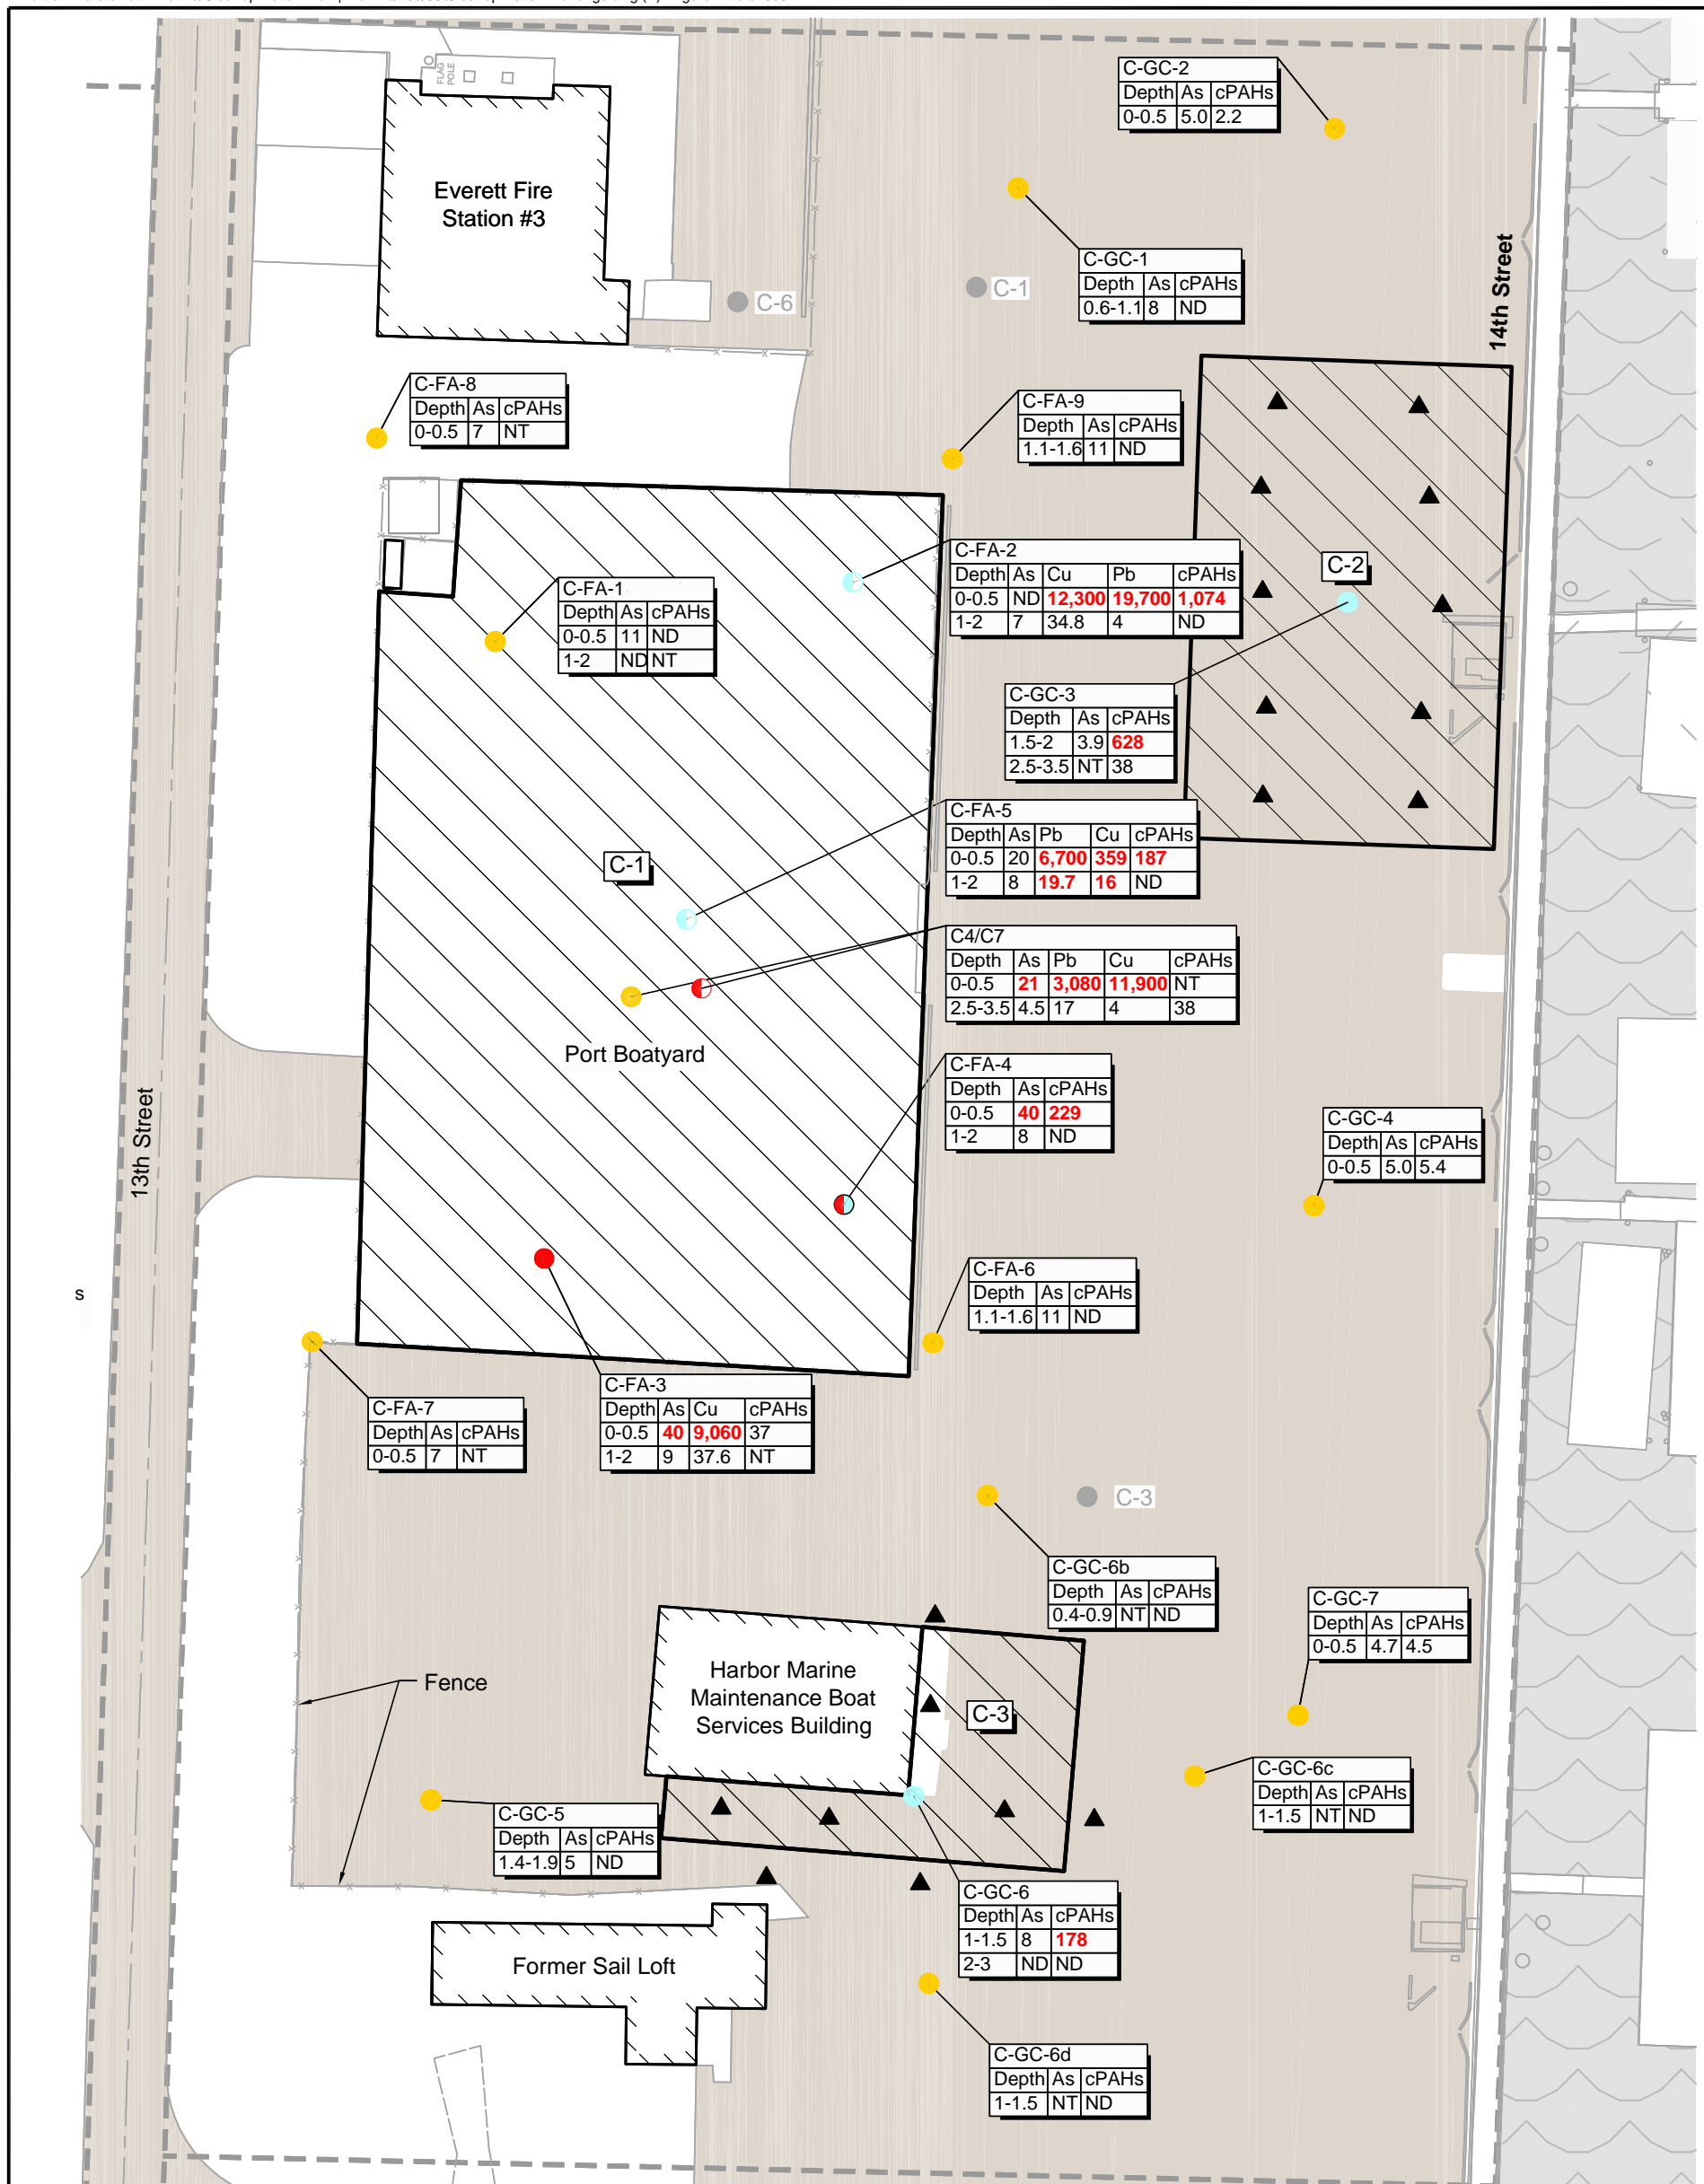 FLAG
POLE
Everett Fire
Station #3
C-GC-2
Depth As cPAHs
0-0.5 5.0 2.2
C-GC-1
Depth As cPAHs
0.6-1.1 8 ND
C-6
C-1
14th Street
C-FA-8
Depth As cPAHs
0-0.5 7 NT
C-FA-9
Depth As cPAHs
1.1-1.6 11 ND
C-FA-2
Depth As Cu Pb cPAHs
0-0.5 ND 12,300 19,700 1,074
1-2 7 34.8 4 ND
C-2
C-FA-1
Depth As cPAHs
0-0.5 11 ND
1-2 ND NT
C-GC-3
Depth As cPAHs
1.5-2 3.9 628
2.5-3.5 NT 38
C-FA-5
Depth As Pb Cu cPAHs
0-0.5 20 6,700 359 187
1-2 8 19.7 16 ND
C-1
C4/C7
Depth As Pb Cu cPAHs
0-0.5 21 3,080 11,900 NT
2.5-3.5 4.5 17 4 38
Port Boatyard
C-FA-4
Depth As cPAHs
0-0.5 40 229
1-2 8 ND
13th Street
C-GC-4
Depth As cPAHs
0-0.5 5.0 5.4
s
C-FA-6
Depth As cPAHs
1.1-1.6 11 ND
C-FA-7
Depth As cPAHs
0-0.5 7 NT
C-FA-3
Depth As Cu cPAHs
0-0.5 40 9,060 37
1-2 9 37.6 NT
C-3
C-GC-6b
Depth As cPAHs
0.4-0.9 NT ND
C-GC-7
Depth As cPAHs
0-0.5 4.7 4.5
Fence
Harbor Marine
Maintenance Boat
Services Building
C-3
C-GC-6c
Depth As cPAHs
1-1.5 NT ND
C-GC-5
Depth As cPAHs
1.4-1.9 5 ND
C-GC-6
Depth As cPAHs
1-1.5 8 178
2-3 ND ND
Former Sail Loft
C-GC-6d
Depth As cPAHs
1-1.5 NT ND